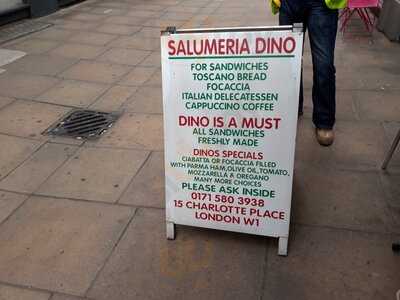 SALUMERIA DINO
FOR SANDWICHES
TOSCANO BREAD
FOCACCIA
ITALIAN DELECATESSEN
CAPPUCCINO COFFEE
DINO IS A MUST
ALL SANDWICHES
FRESHLY MADE
DINOS SPECIALS
CIABATTA OR FOCACCIA FILLED
WITH PARMA HAM,OLIVE OIL,TOMATO
MOZZARELLA & OREGANO
MANY MORE CHOICES
PLEASE ASK INSIDE
0171 580 3938
15 CHARLOTTE PLACE
LONDON W1